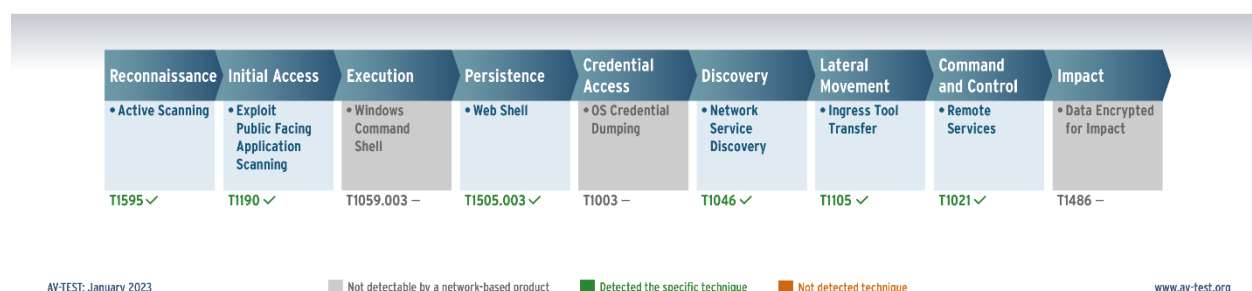 Reconnaissance
Initial Access
Execution
Persistence
Credential
Access
Discovery
Lateral
Movement
Command
and Control
Impact
• Active Scanning
• Exploit
Public Facing
Application
Scanning
• Windows
Command
Shell
• Web Shell
• OS Credential
Dumping
• Network
Service
Discovery
• Ingress Tool
Transfer
• Remote
Services
• Data Encrypted
for Impact
T1595 ✓
T1190 ✓
T1059.003 –
T1505.003 ✓
T1003 –
T1046 ✓
T1105 ✓
T1021 ✓
T1486 –
AV-TEST: January 2023
Not detectable by a network-based product
Detected the specific technique
Not detected technique
www.av-test.org